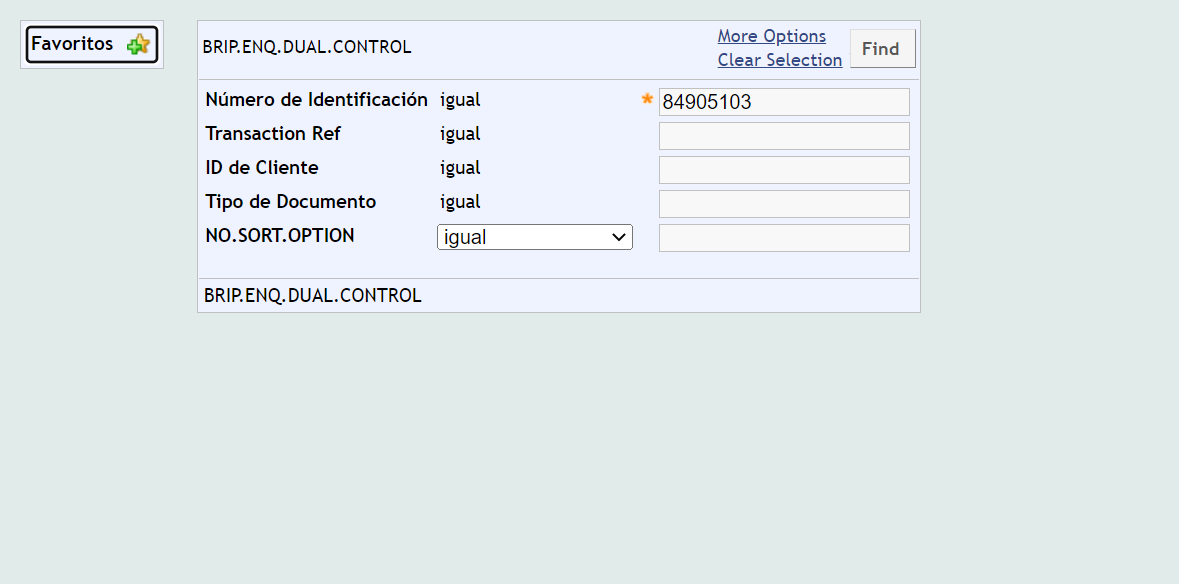 Favoritos
BRIP.ENQ.DUAL.CONTROL
More Options
Clear Selection
Find
Número de Identificación igual * 84905103
Transaction Ref igual
ID de Cliente igual
Tipo de Documento igual
NO.SORT.OPTION igual
BRIP.ENQ.DUAL.CONTROL